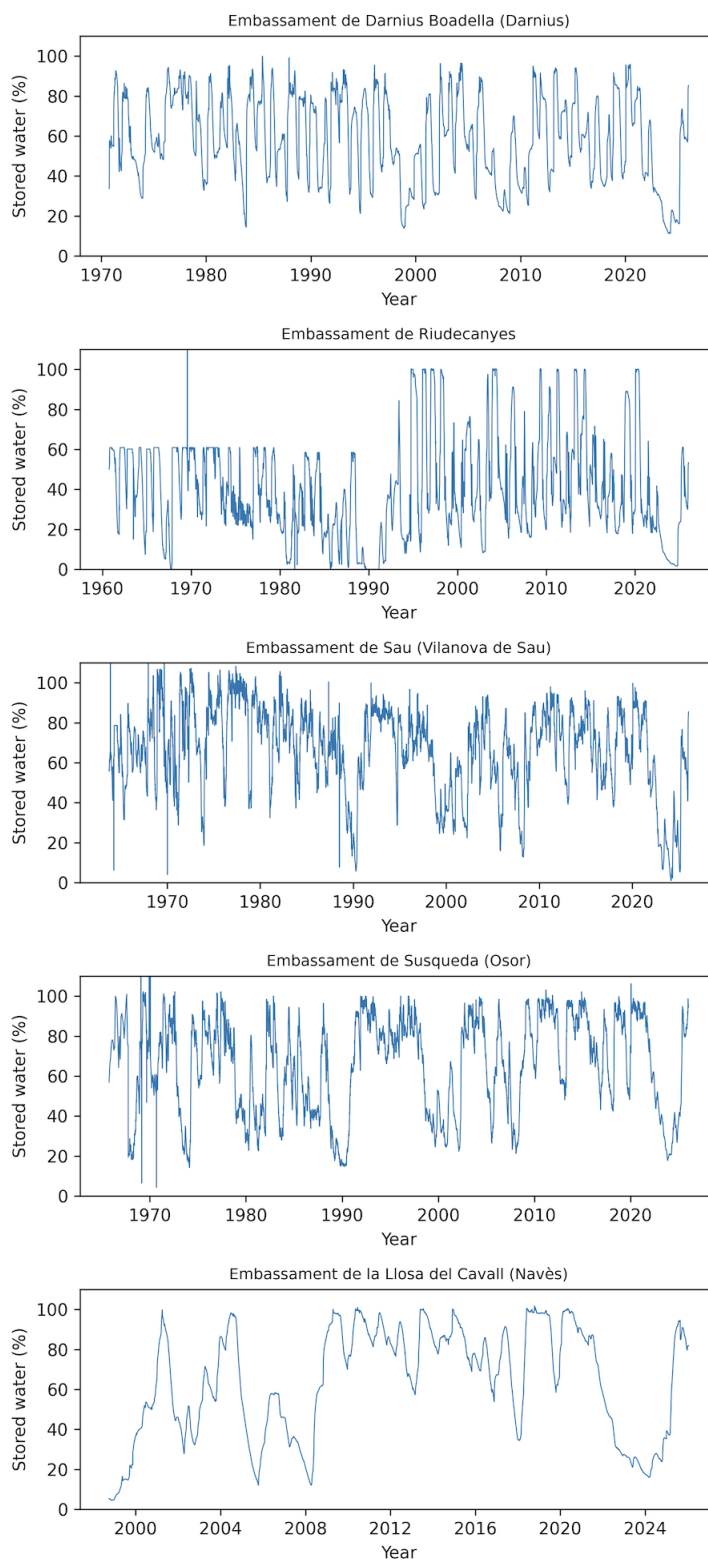 Embassament de Darnius Boadella (Darnius)
100
80
60
40
20
0
Stored water (%)
1970 1980 1990 2000 2010 2020
Year
Embassament de Riudecanyes
100
80
60
40
20
0
Stored water (%)
1960 1970 1980 1990 2000 2010 2020
Year
Embassament de Sau (Vilanova de Sau)
100
80
60
40
20
0
Stored water (%)
1970 1980 1990 2000 2010 2020
Year
Embassament de Susqueda (Osor)
100
80
60
40
20
0
Stored water (%)
1970 1980 1990 2000 2010 2020
Year
Embassament de la Llosa del Cavall (Navès)
100
80
60
40
20
0
Stored water (%)
2000 2004 2008 2012 2016 2020 2024
Year